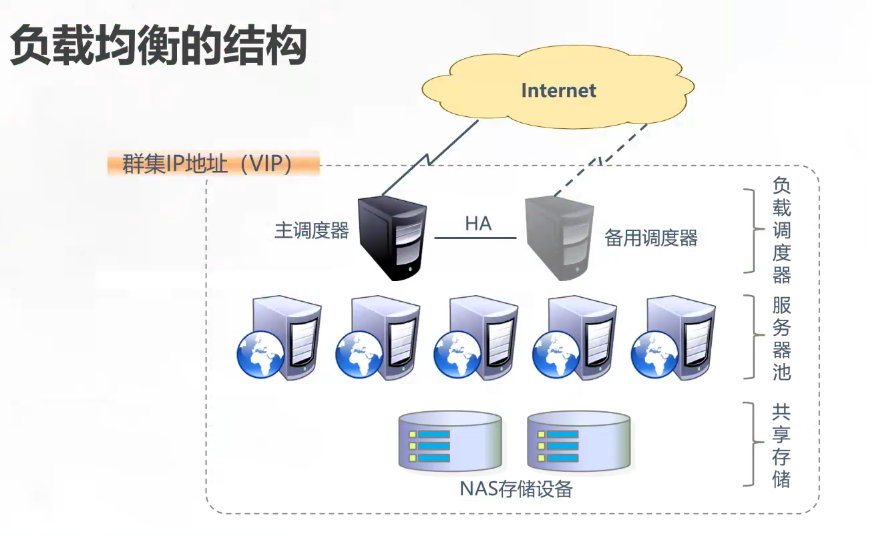 负载均衡的结构
Internet
群集IP地址（VIP）
主调度器
HA
备用调度器
负载调度器
服务器池
NAS存储设备
共享存储